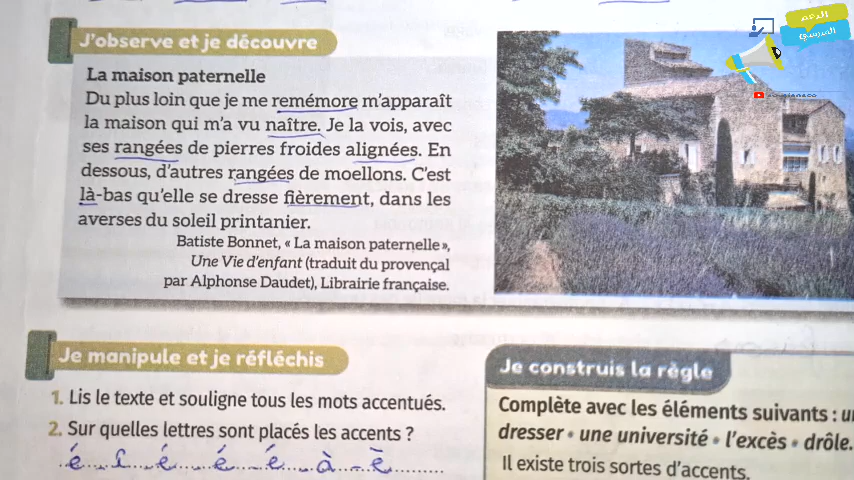 J'observe et je découvre
La maison paternelle
Du plus loin que je me remémore m'apparaît
la maison qui m'a vu naître. Je la vois, avec
ses rangées de pierres froides alignées. En
dessous, d'autres rangées de moellons. C'est
là-bas qu'elle se dresse fièrement, dans les
averses du soleil printanier.
Batiste Bonnet, « La maison paternelle »,
Une Vie d'enfant (traduit du provençal
par Alphonse Daudet), Librairie française.
الدعم
المدرسي
Je manipule et je réfléchis
1. Lis le texte et souligne tous les mots accentués.
2. Sur quelles lettres sont placés les accents ?
é î é é é à è
Je construis la règle
Complète avec les éléments suivants :
dresser • une université • l'excès • drôle.
Il existe trois sortes d'accents.